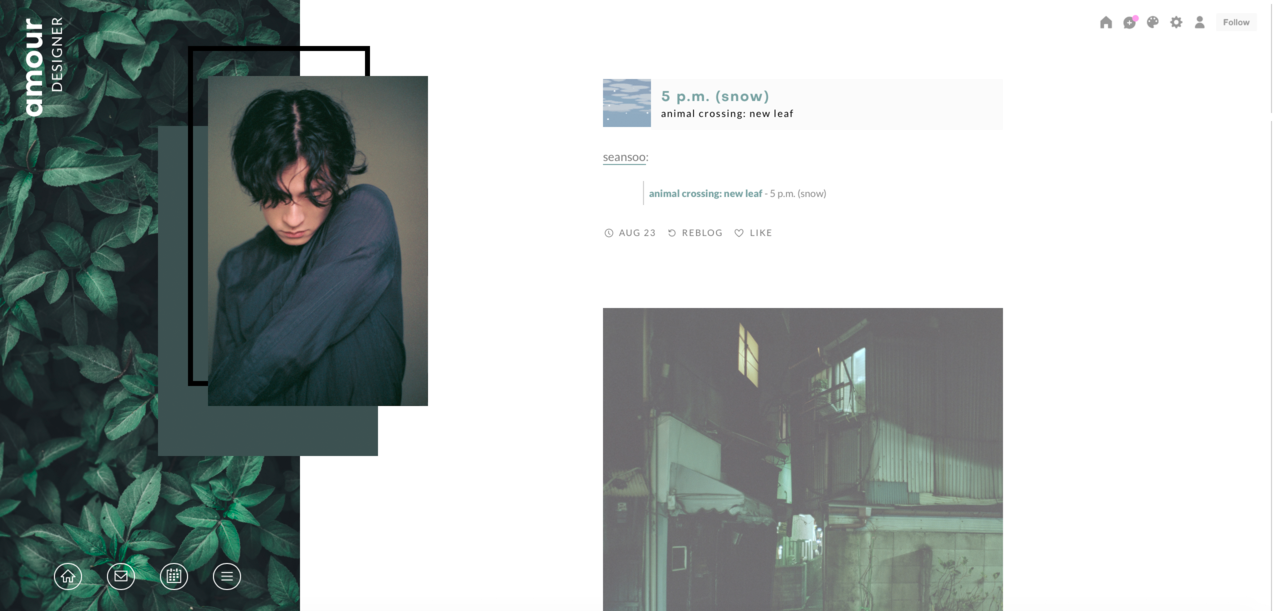 amour
DESIGNER
Follow
5 p.m. (snow)
animal crossing: new leaf
seansoo:
animal crossing: new leaf - 5 p.m. (snow)
AUG 23 REBLOG LIKE